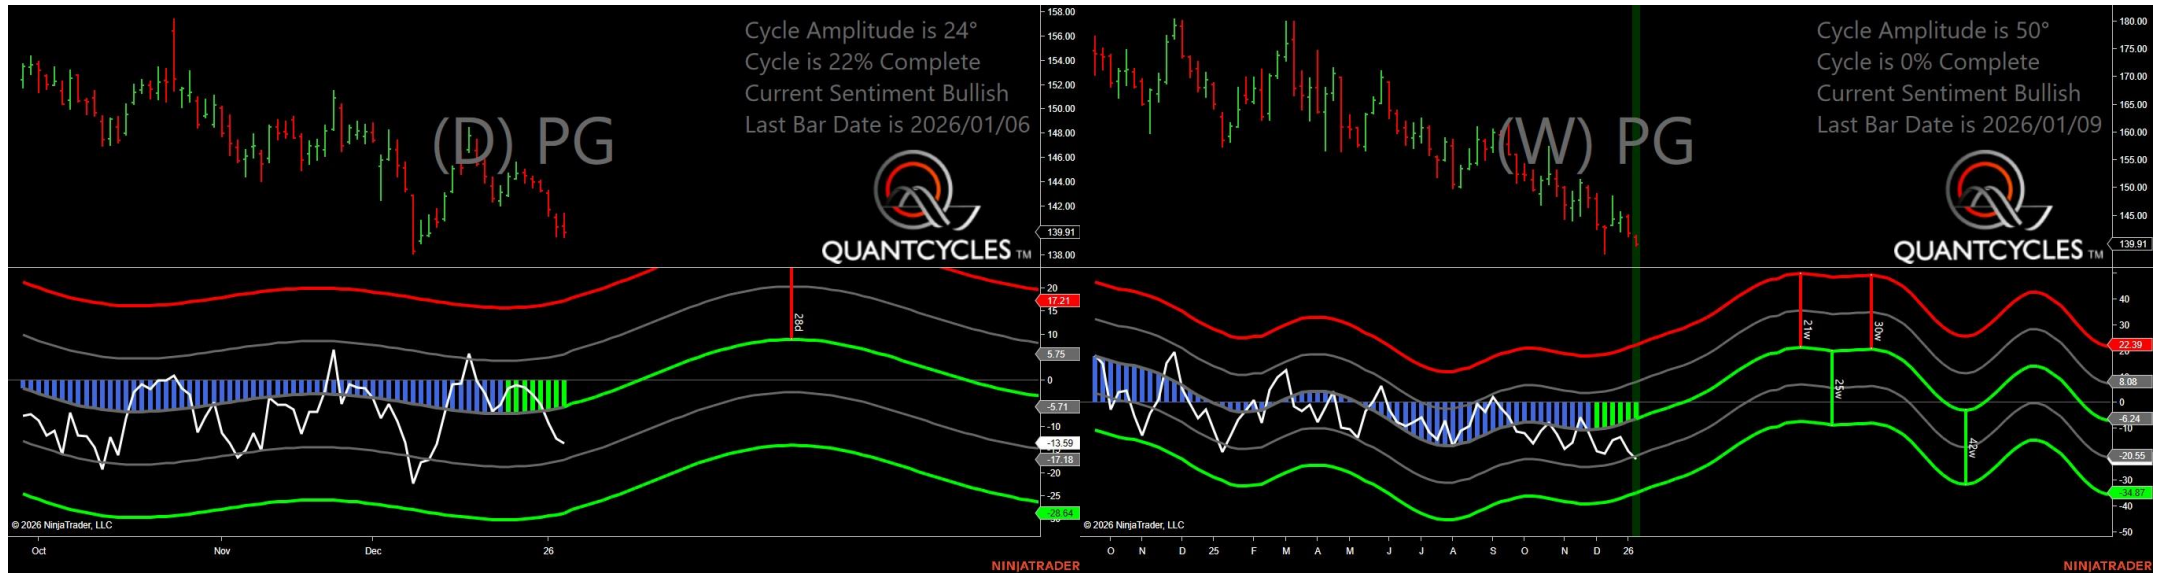 Cycle Amplitude is 24°
Cycle is 22% Complete
Current Sentiment Bullish
Last Bar Date is 2026/01/06
(D) PG
QUANTCYCLES TM
158.00
156.00
154.00
152.00
150.00
148.00
146.00
144.00
142.00
139.91
138.00
20
17.21
15
10
5.75
0
-5.71
-10
-13.59
-17.18
-20
-25
-28.64
28d
© 2026 NinjaTrader, LLC
Oct Nov Dec 26
NINJATRADER
Cycle Amplitude is 50°
Cycle is 0% Complete
Current Sentiment Bullish
Last Bar Date is 2026/01/09
(W) PG
QUANTCYCLES TM
180.00
175.00
170.00
165.00
160.00
155.00
150.00
145.00
139.91
40
30
22.39
8.08
0
-6.24
-10
-20.55
-30
-34.87
-40
-50
21w
30w
25w
42w
© 2026 NinjaTrader, LLC
O N D 25 F M A M J J A S O N D 26
NINJATRADER